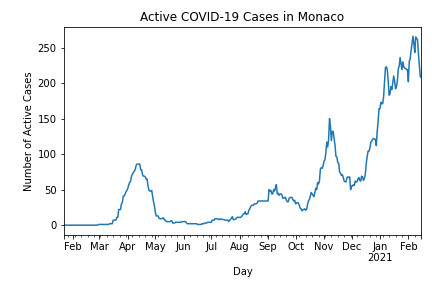 Active COVID-19 Cases in Monaco
Number of Active Cases
250
200
150
100
50
0
Feb Mar Apr May Jun Jul Aug Sep Oct Nov Dec Jan Feb
2021
Day